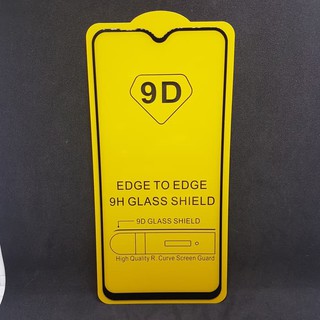 9D
EDGE TO EDGE
9H GLASS SHIELD
9D GLASS SHIELD
High Quality R. Curve Screen Guard